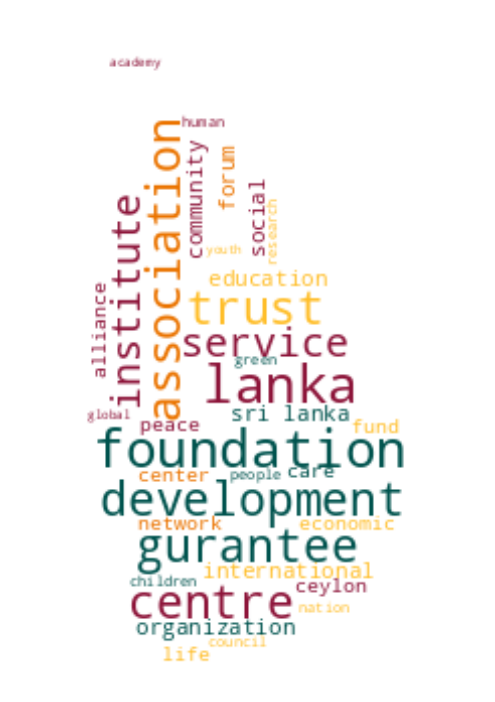 academy
human
association
community
forum
institute
social
research
youth
education
alliance
trust
service
green
lanka
global
sri lanka
peace
fund
foundation
center
people
care
development
network
economic
gurantee
international
children
ceylon
centre
nation
organization
council
life